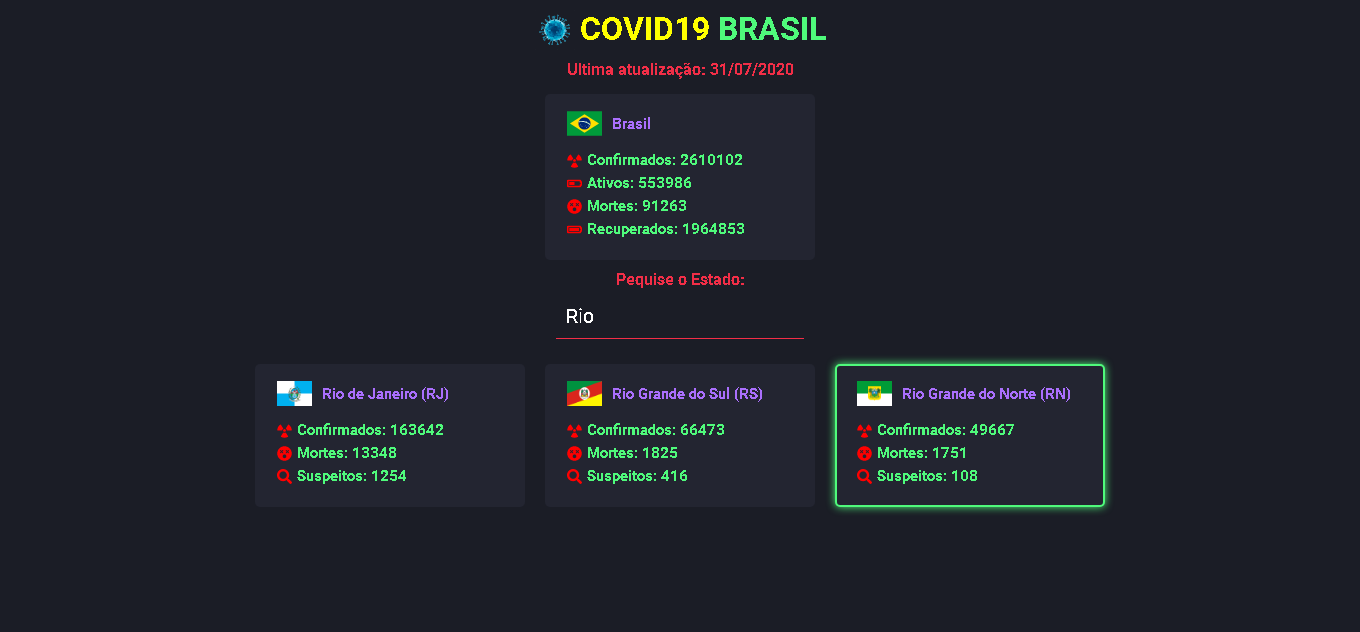 COVID19 BRASIL
Ultima atualização: 31/07/2020
Brasil
Confirmados: 2610102
Ativos: 553986
Mortes: 91263
Recuperados: 1964853
Pequise o Estado:
Rio
Rio de Janeiro (RJ)
Confirmados: 163642
Mortes: 13348
Suspeitos: 1254
Rio Grande do Sul (RS)
Confirmados: 66473
Mortes: 1825
Suspeitos: 416
Rio Grande do Norte (RN)
Confirmados: 49667
Mortes: 1751
Suspeitos: 108